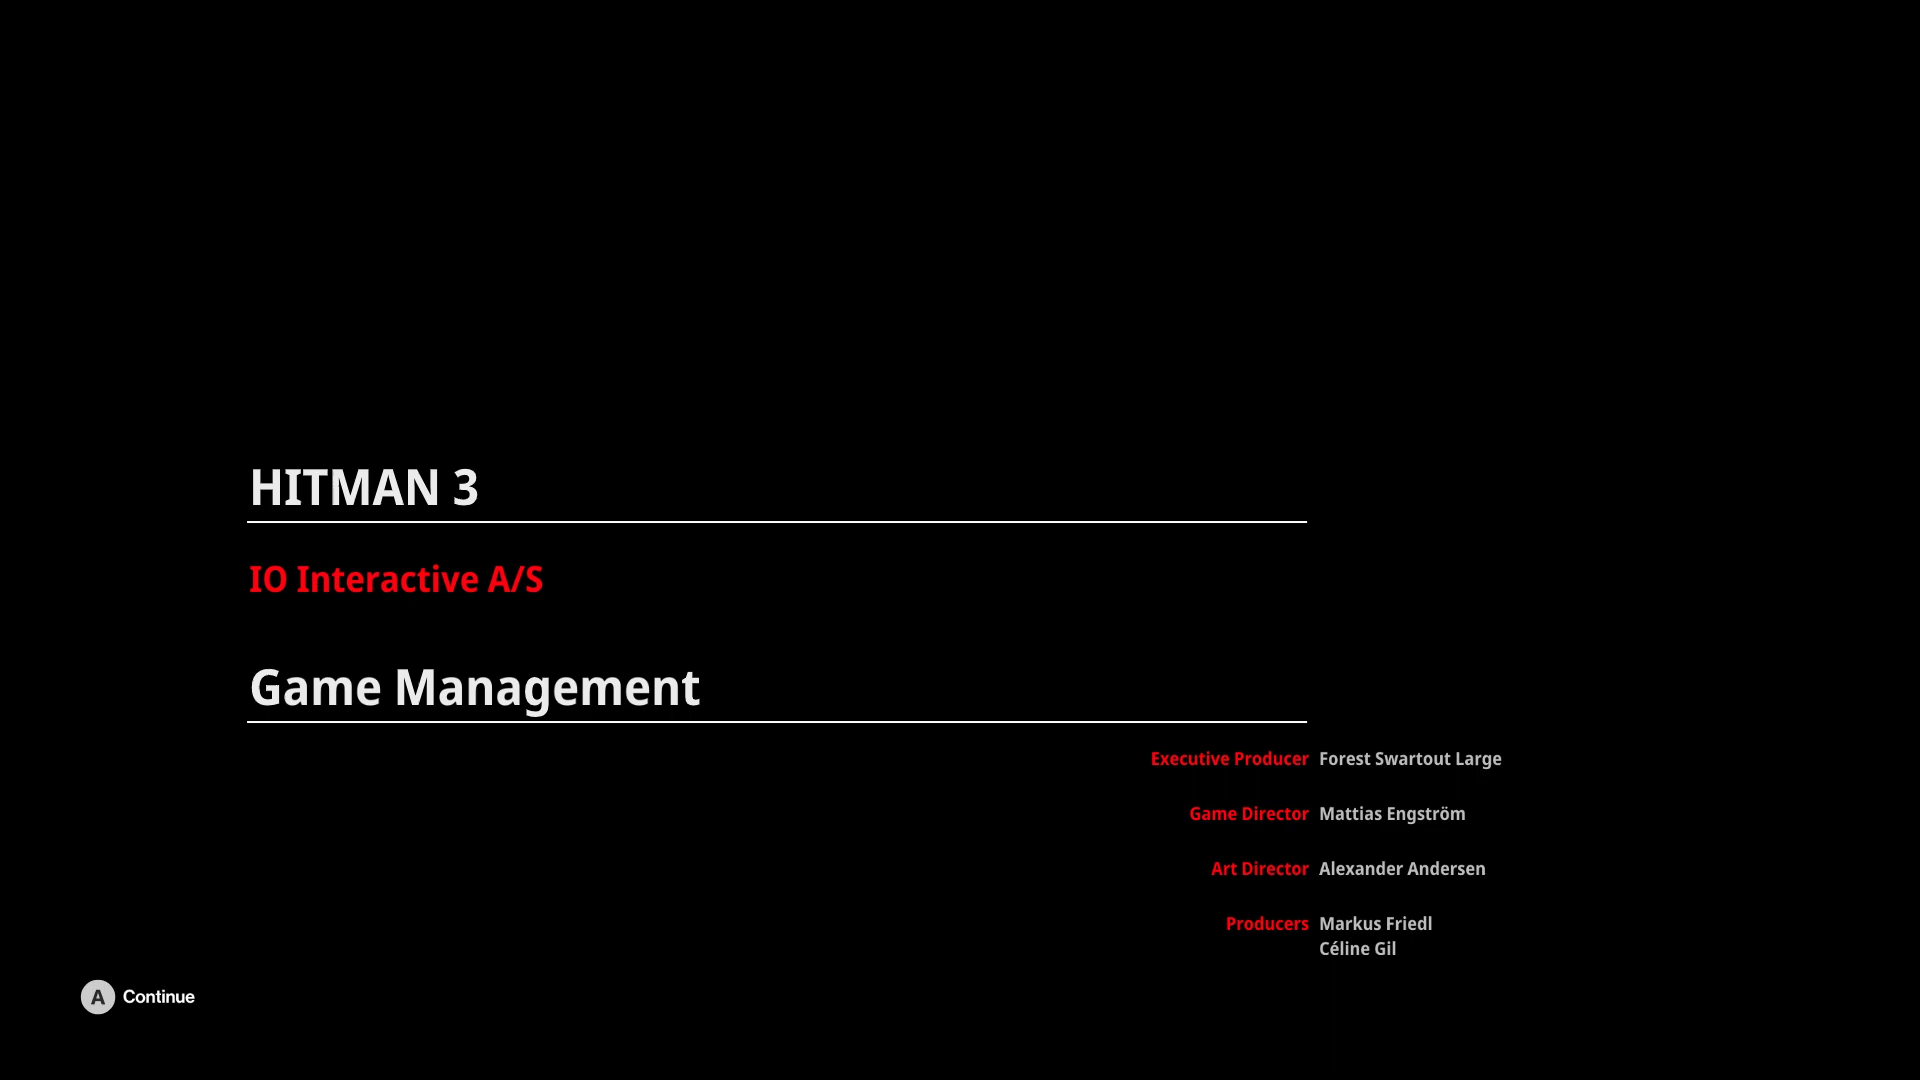 HITMAN 3
IO Interactive A/S
Game Management
Executive Producer Forest Swartout Large
Game Director Mattias Engström
Art Director Alexander Andersen
Producers Markus Friedl
Céline Gil
A Continue